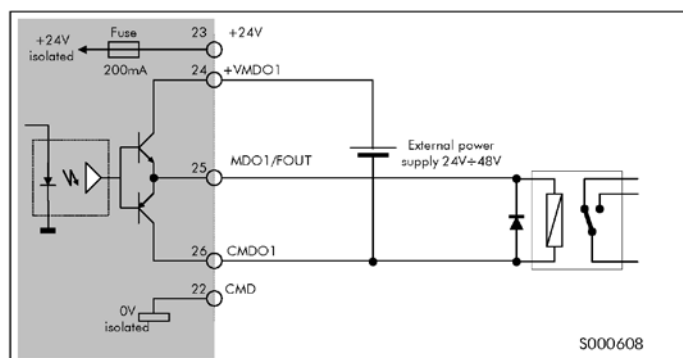 Fuse
200mA
+24V
isolated
23
+24V
24
+VMDO1
25
MDO1/FOUT
External power
supply 24V÷48V
26
CMDO1
22
CMD
0V
isolated
S000608